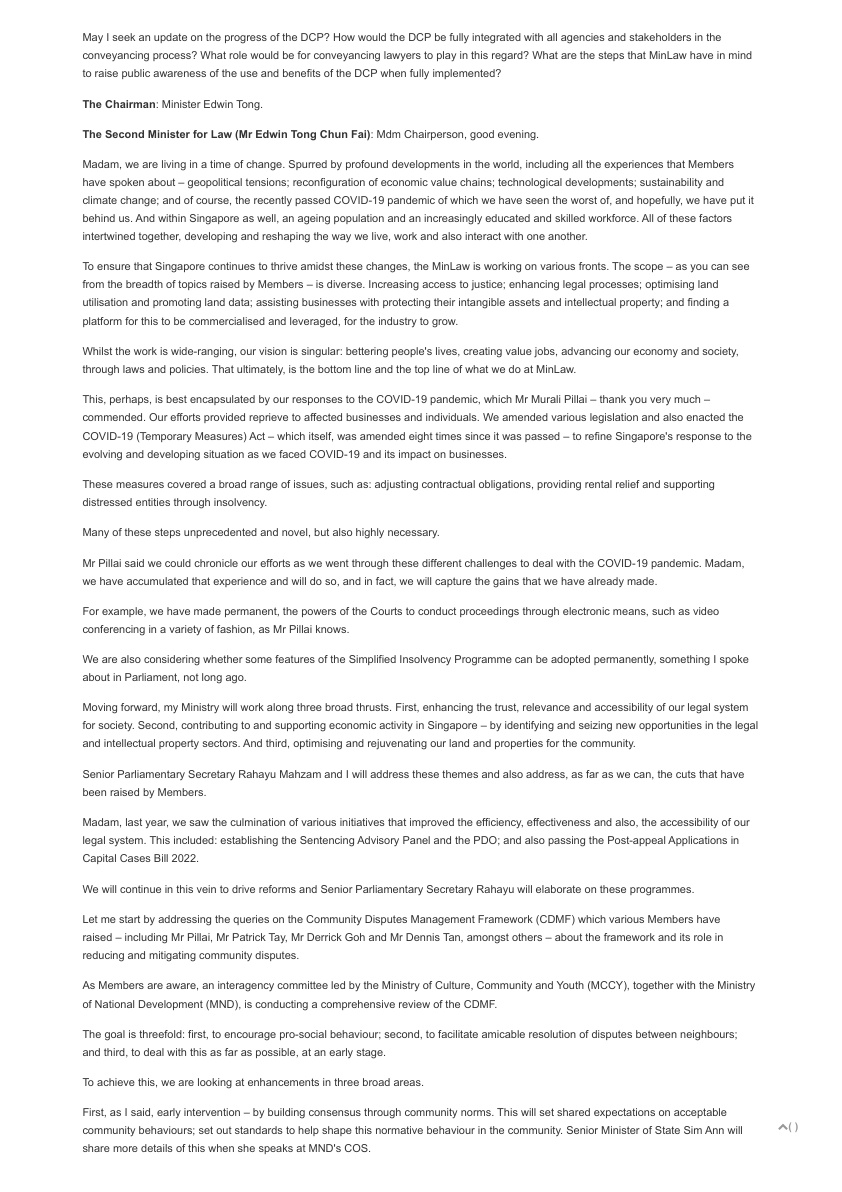 May I seek an update on the progress of the DCP? How would the DCP be fully integrated with all agencies and stakeholders in the
conveyancing process? What role would be for conveyancing lawyers to play in this regard? What are the steps that MinLaw have in mind
to raise public awareness of the use and benefits of the DCP when fully implemented?
The Chairman: Minister Edwin Tong.
The Second Minister for Law (Mr Edwin Tong Chun Fai): Mdm Chairperson, good evening.
Madam, we are living in a time of change. Spurred by profound developments in the world, including all the experiences that Members
have spoken about – geopolitical tensions; reconfiguration of economic value chains; technological developments; sustainability and
climate change; and of course, the recently passed COVID-19 pandemic of which we have seen the worst of, and hopefully, we have put it
behind us. And within Singapore as well, an ageing population and an increasingly educated and skilled workforce. All of these factors
intertwined together, developing and reshaping the way we live, work and also interact with one another.
To ensure that Singapore continues to thrive amidst these changes, the MinLaw is working on various fronts. The scope – as you can see
from the breadth of topics raised by Members – is diverse. Increasing access to justice; enhancing legal processes; optimising land
utilisation and promoting land data; assisting businesses with protecting their intangible assets and intellectual property; and finding a
platform for this to be commercialised and leveraged, for the industry to grow.
Whilst the work is wide-ranging, our vision is singular: bettering people's lives, creating value jobs, advancing our economy and society,
through laws and policies. That ultimately, is the bottom line and the top line of what we do at MinLaw.
This, perhaps, is best encapsulated by our responses to the COVID-19 pandemic, which Mr Murali Pillai – thank you very much –
commended. Our efforts provided reprieve to affected businesses and individuals. We amended various legislation and also enacted the
COVID-19 (Temporary Measures) Act – which itself, was amended eight times since it was passed – to refine Singapore's response to the
evolving and developing situation as we faced COVID-19 and its impact on businesses.
These measures covered a broad range of issues, such as: adjusting contractual obligations, providing rental relief and supporting
distressed entities through insolvency.
Many of these steps unprecedented and novel, but also highly necessary.
Mr Pillai said we could chronicle our efforts as we went through these different challenges to deal with the COVID-19 pandemic. Madam,
we have accumulated that experience and will do so, and in fact, we will capture the gains that we have already made.
For example, we have made permanent, the powers of the Courts to conduct proceedings through electronic means, such as video
conferencing in a variety of fashion, as Mr Pillai knows.
We are also considering whether some features of the Simplified Insolvency Programme can be adopted permanently, something I spoke
about in Parliament, not long ago.
Moving forward, my Ministry will work along three broad thrusts. First, enhancing the trust, relevance and accessibility of our legal system
for society. Second, contributing to and supporting economic activity in Singapore – by identifying and seizing new opportunities in the legal
and intellectual property sectors. And third, optimising and rejuvenating our land and properties for the community.
Senior Parliamentary Secretary Rahayu Mahzam and I will address these themes and also address, as far as we can, the cuts that have
been raised by Members.
Madam, last year, we saw the culmination of various initiatives that improved the efficiency, effectiveness and also, the accessibility of our
legal system. This included: establishing the Sentencing Advisory Panel and the PDO; and also passing the Post-appeal Applications in
Capital Cases Bill 2022.
We will continue in this vein to drive reforms and Senior Parliamentary Secretary Rahayu will elaborate on these programmes.
Let me start by addressing the queries on the Community Disputes Management Framework (CDMF) which various Members have
raised – including Mr Pillai, Mr Patrick Tay, Mr Derrick Goh and Mr Dennis Tan, amongst others – about the framework and its role in
reducing and mitigating community disputes.
As Members are aware, an interagency committee led by the Ministry of Culture, Community and Youth (MCCY), together with the Ministry
of National Development (MND), is conducting a comprehensive review of the CDMF.
The goal is threefold: first, to encourage pro-social behaviour; second, to facilitate amicable resolution of disputes between neighbours;
and third, to deal with this as far as possible, at an early stage.
To achieve this, we are looking at enhancements in three broad areas.
First, as I said, early intervention – by building consensus through community norms. This will set shared expectations on acceptable
community behaviours; set out standards to help shape this normative behaviour in the community. Senior Minister of State Sim Ann will
share more details of this when she speaks at MND's COS.
( )